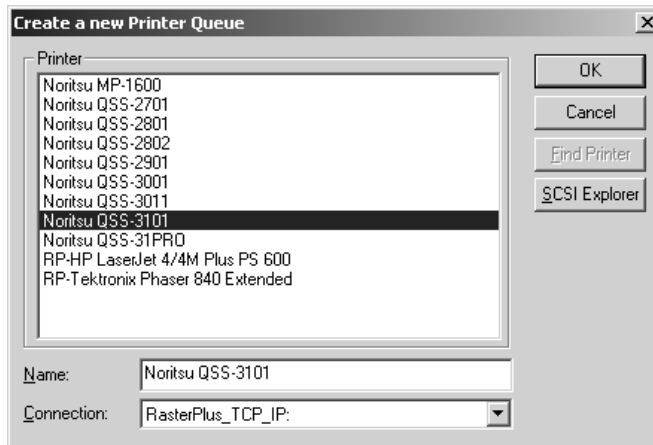 Create a new Printer Queue
Printer
Noritsu MP-1600
Noritsu QSS-2701
Noritsu QSS-2801
Noritsu QSS-2802
Noritsu QSS-2901
Noritsu QSS-3001
Noritsu QSS-3011
Noritsu QSS-3101
Noritsu QSS-31PRO
RP-HP LaserJet 4/4M Plus PS 600
RP-Tektronix Phaser 840 Extended
OK
Cancel
Find Printer
SCSI Explorer
Name: Noritsu QSS-3101
Connection: RasterPlus_TCP_IP: